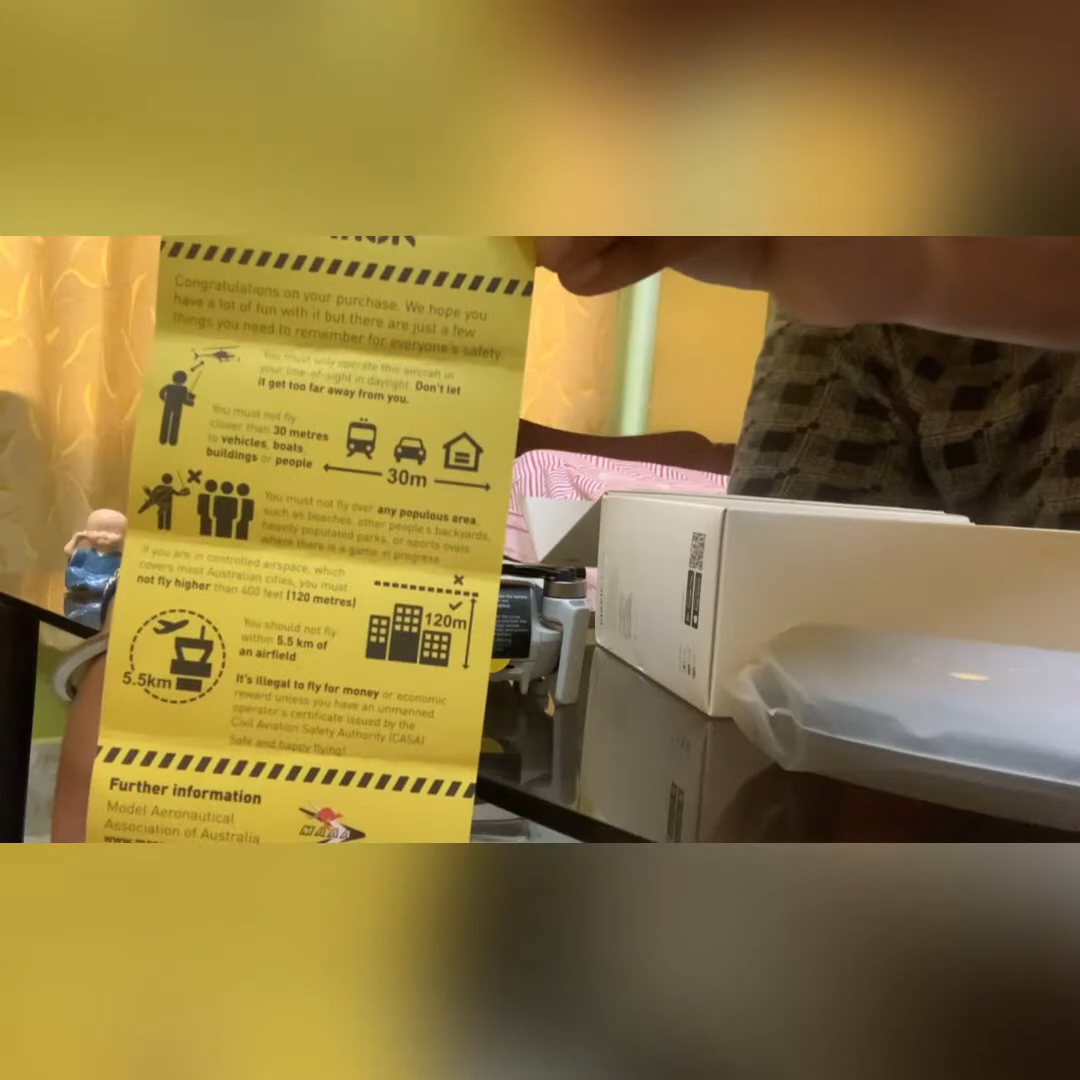 Congratulations on your purchase. We hope you
have a lot of fun with it but there are just a few
things you need to remember for everyone's safety
You must only operate this aircraft in
your line-of-sight in daylight. Don't let
it get too far away from you.
You must not fly
closer than 30 metres
to vehicles, boats,
buildings or people
30m
You must not fly over any populous area,
such as beaches, other people's backyards,
heavily populated parks, or sports ovals
where there is a game in progress
If you are in controlled airspace, which
covers most Australian cities, you must
not fly higher than 400 feet (120 metres)
120m
You should not fly
within 5.5 km of
an airfield
5.5km
It's illegal to fly for money or economic
reward unless you have an unmanned
operator's certificate issued by the
Civil Aviation Safety Authority (CASA)
Safe and happy flying!
Further information
Model Aeronautical
Association of Australia
MAAA